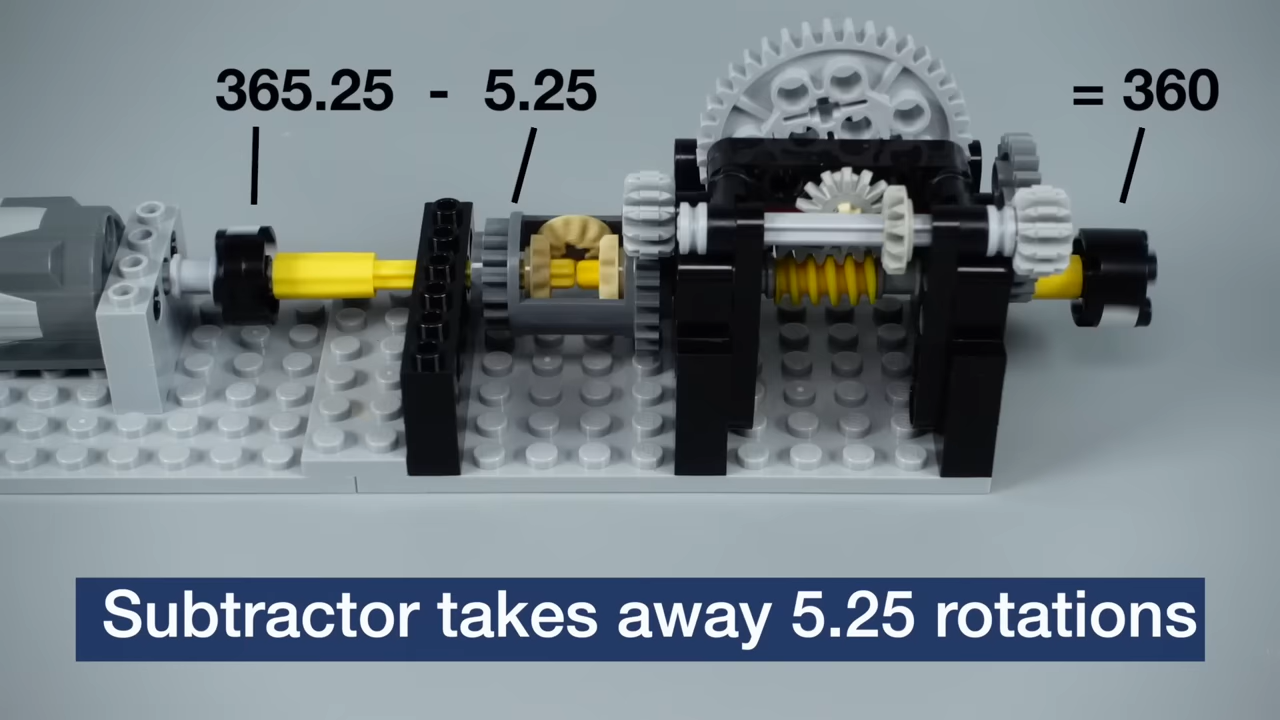 365.25 - 5.25 = 360
Subtractor takes away 5.25 rotations